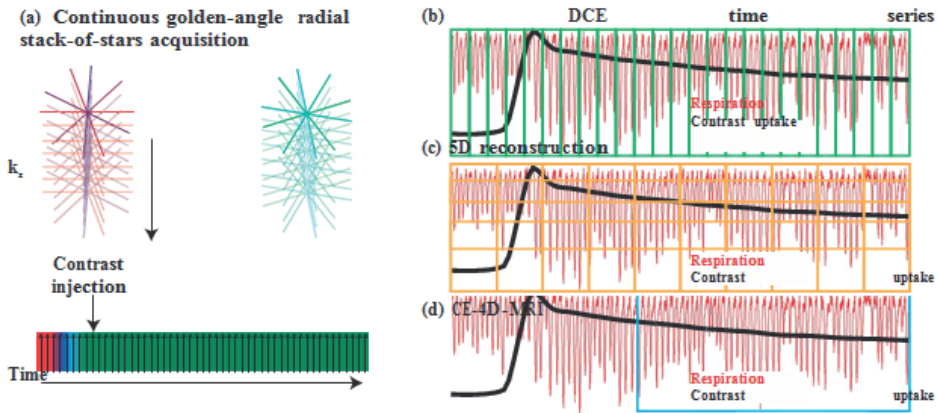 (a) Continuous golden-angle radial
stack-of-stars acquisition
kz
Contrast
injection
Time
(b) DCE time series
Respiration
Contrast uptake
(c) 5D reconstruction
Respiration
Contrast uptake
(d) CE-4D-MRI
Respiration
Contrast uptake